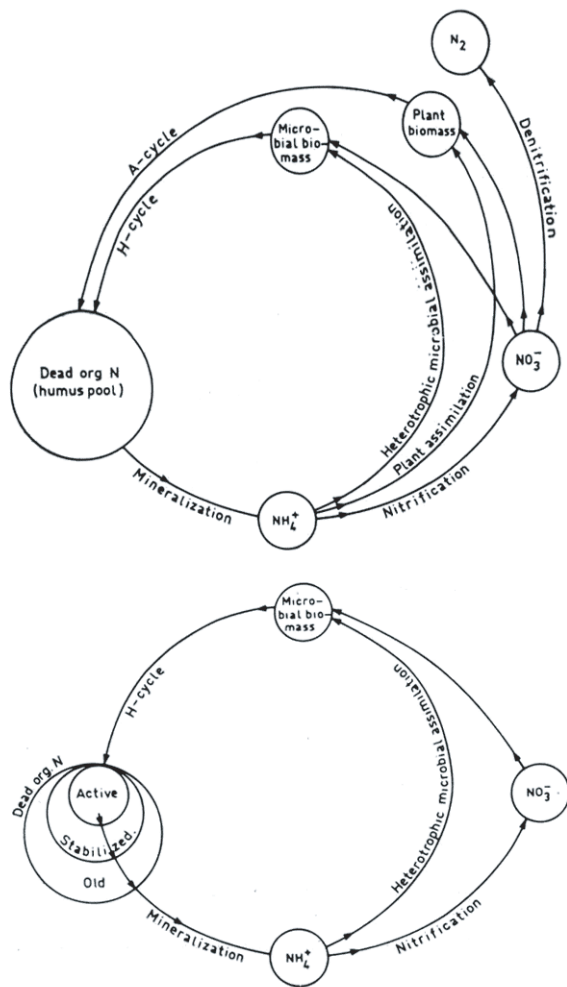 N₂
Plant
biomass
Micro-
bial bio-
mass
Denitrification
A-cycle
H-cycle
Heterotrophic microbial assimilation
Plant assimilation
NO₃⁻
Dead org N
(humus pool)
Mineralization
NH₄⁺
Nitrification
Micro-
bial bio-
mass
H-cycle
Heterotrophic microbial assimilation
Dead org. N
Active
Stabilized.
Old
NO₃⁻
Mineralization
NH₄⁺
Nitrification